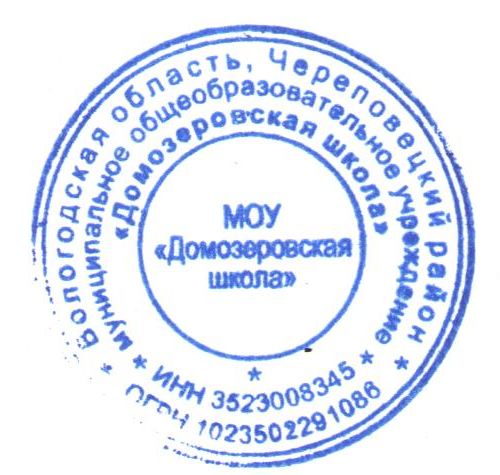 Вологодская область, Череповецкий район *
* муниципальное общеобразовательное учреждение *
«Домозеровская школа»
* ИНН 3523008345 *
ОГРН 1023502291086
МОУ
«Домозеровская
школа»
*